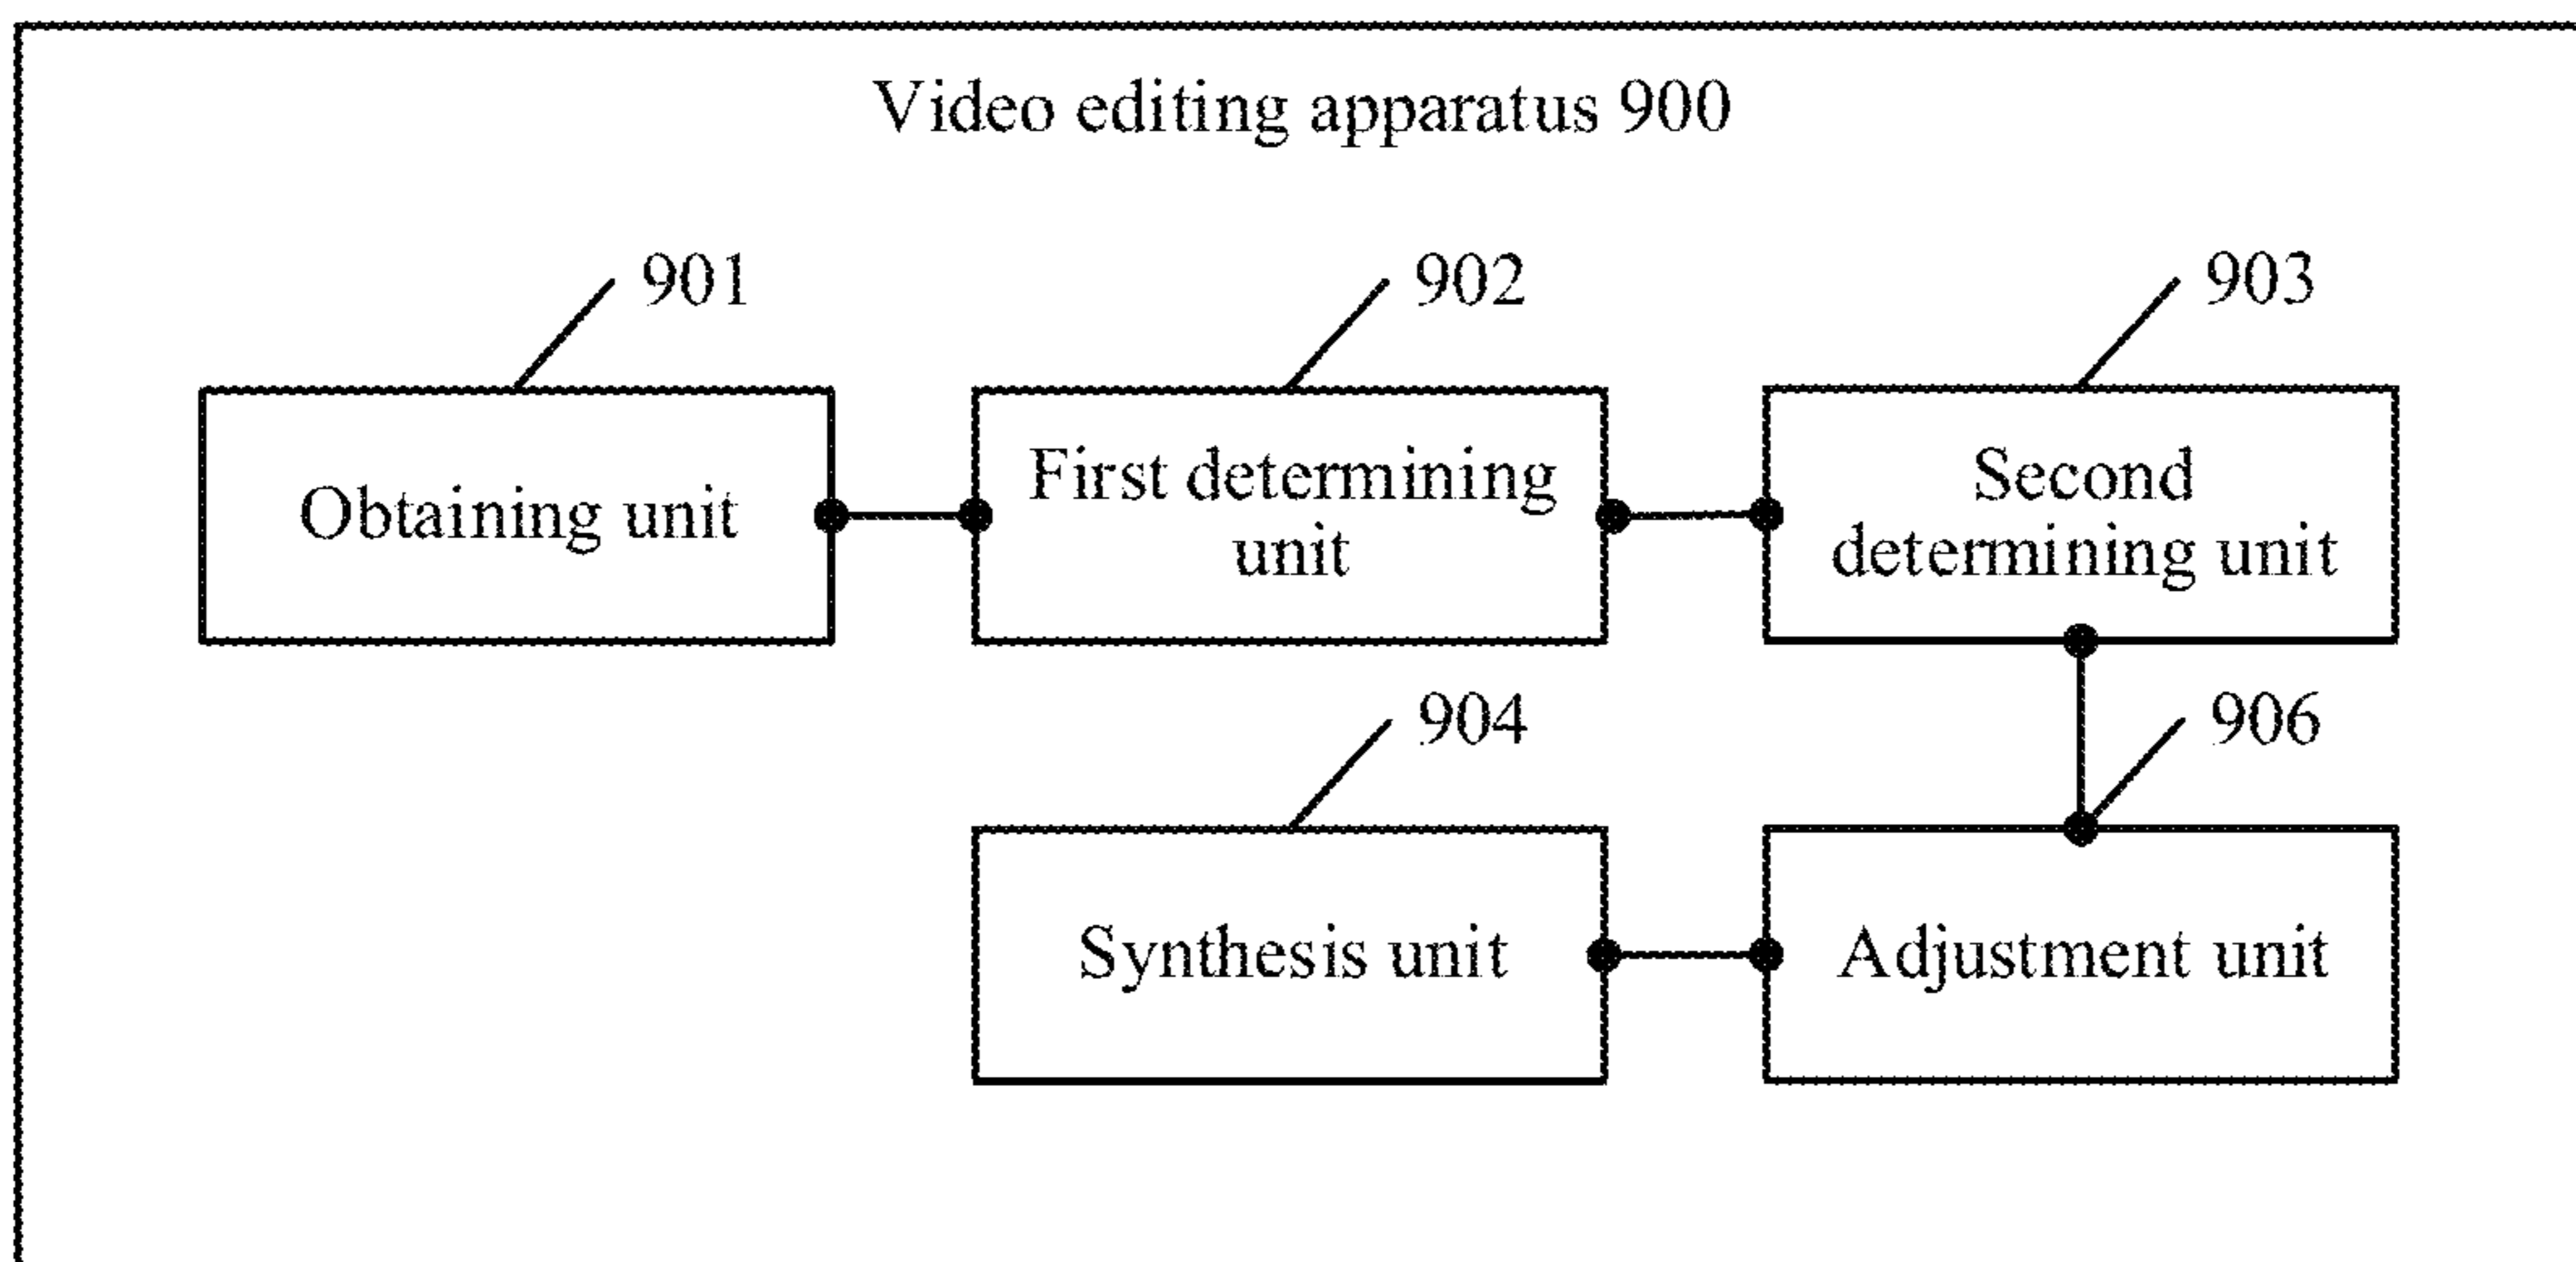 Video editing apparatus 900
901
902
903
Obtaining unit
First determining
unit
Second
determining unit
904
906
Synthesis unit
Adjustment unit